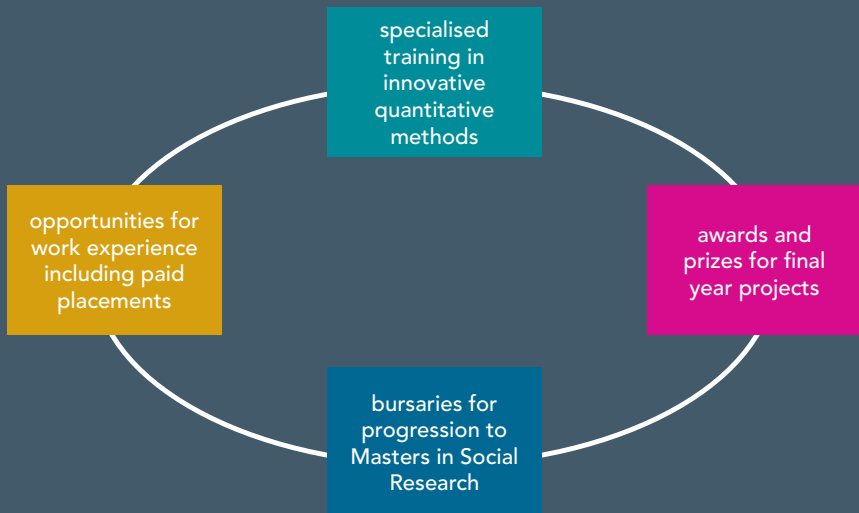 specialised
training in
innovative
quantitative
methods
opportunities for
work experience
including paid
placements
awards and
prizes for final
year projects
bursaries for
progression to
Masters in Social
Research